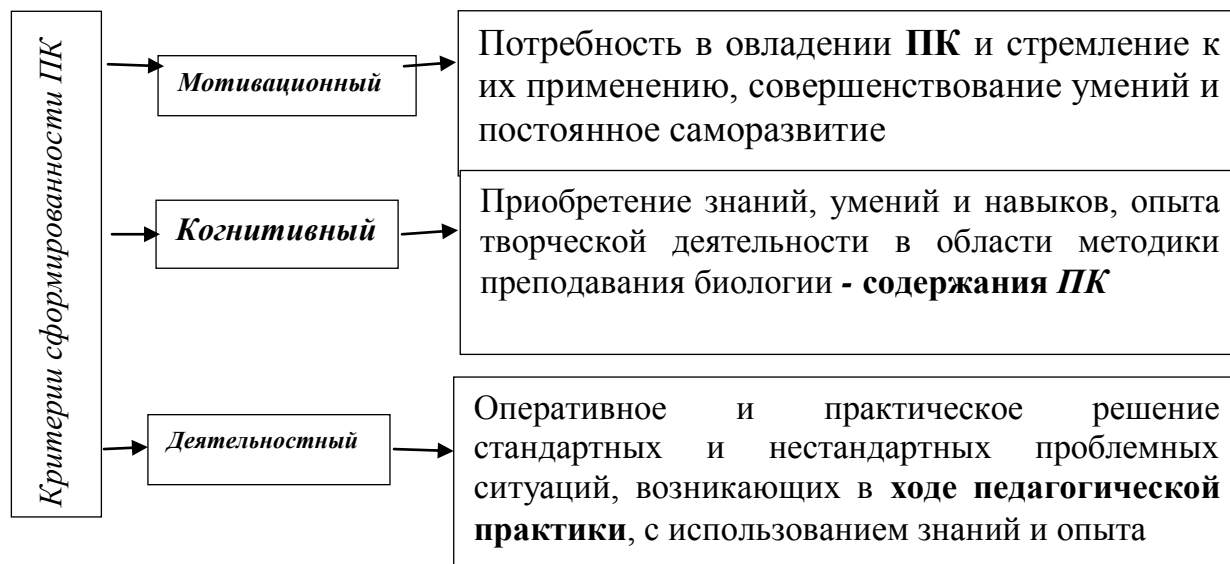 Критерии сформированности ПК
Мотивационный
Потребность в овладении ПК и стремление к
их применению, совершенствование умений и
постоянное саморазвитие
Когнитивный
Приобретение знаний, умений и навыков, опыта
творческой деятельности в области методики
преподавания биологии - содержания ПК
Деятельностный
Оперативное и практическое решение
стандартных и нестандартных проблемных
ситуаций, возникающих в ходе педагогической
практики, с использованием знаний и опыта